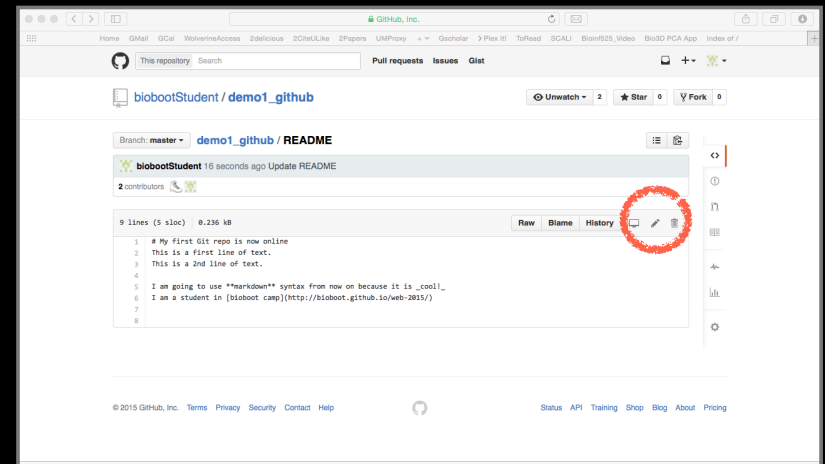 GitHub, Inc.
Home GMail GCal WolverineAccess 2delicious 2CiteULike 2Papers UMProxy + Gscholar >Plex It! ToRead SCALI Bioinf525_Video Bio3D PCA App Index of /
This repository Search Pull requests Issues Gist
biobootStudent / demo1_github
Unwatch 2 Star 0 Fork 0
Branch: master demo1_github / README
biobootStudent 16 seconds ago Update README
2 contributors
9 lines (5 sloc) 0.236 kB Raw Blame History
1 # My first Git repo is now online
2 This is a first line of text.
3 This is a 2nd line of text.
4
5 I am going to use **markdown** syntax from now on because it is _cool!_
6 I am a student in [bioboot camp](http://bioboot.github.io/web-2015/)
7
8
© 2015 GitHub, Inc. Terms Privacy Security Contact Help Status API Training Shop Blog About Pricing